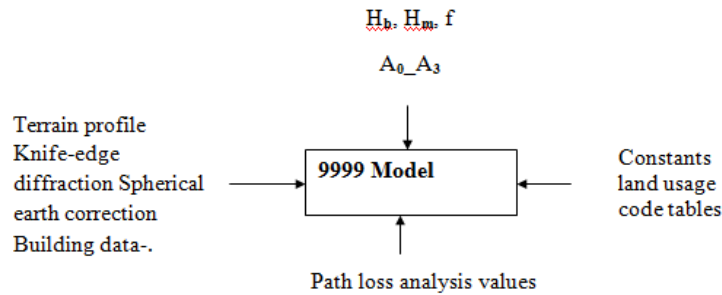 Hb, Hm, f
A0_A3
Terrain profile
Knife-edge
diffraction Spherical
earth correction
Building data-.
9999 Model
Constants
land usage
code tables
Path loss analysis values